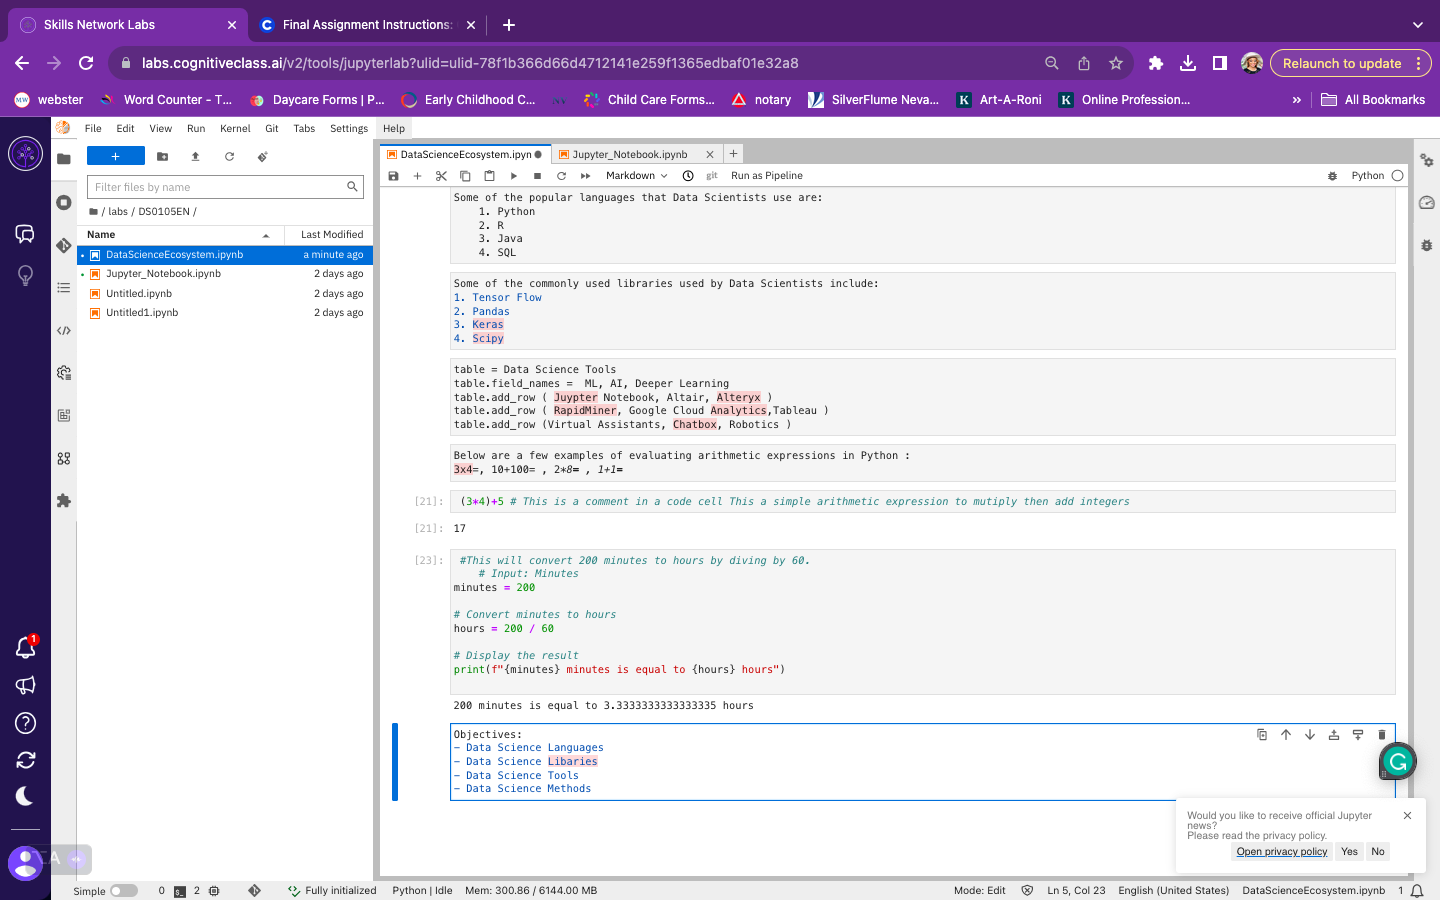 Skills Network Labs
Final Assignment Instructions:
labs.cognitiveclass.ai/v2/tools/jupyterlab?ulid=ulid-78f1b366d66d4712141e259f1365edbaf01e32a8
Relaunch to update
webster
Word Counter - T...
Daycare Forms | P...
Early Childhood C...
Child Care Forms...
notary
SilverFlume Neva...
Art-A-Roni
Online Profession...
»
All Bookmarks
File Edit View Run Kernel Git Tabs Settings Help
Filter files by name
/ labs / DS0105EN /
Name Last Modified
DataScienceEcosystem.ipynb a minute ago
Jupyter_Notebook.ipynb 2 days ago
Untitled.ipynb 2 days ago
Untitled1.ipynb 2 days ago
DataScienceEcosystem.ipyn
Jupyter_Notebook.ipynb
Markdown
git
Run as Pipeline
Python
Some of the popular languages that Data Scientists use are:
1. Python
2. R
3. Java
4. SQL
Some of the commonly used libraries used by Data Scientists include:
1. Tensor Flow
2. Pandas
3. Keras
4. Scipy
table = Data Science Tools
table.field_names =  ML, AI, Deeper Learning
table.add_row ( Juypter Notebook, Altair, Alteryx )
table.add_row ( RapidMiner, Google Cloud Analytics,Tableau )
table.add_row (Virtual Assistants, Chatbox, Robotics )
Below are a few examples of evaluating arithmetic expressions in Python :
3x4=, 10+100= , 2*8= , 1+1=
[21]: (3*4)+5 # This is a comment in a code cell This a simple arithmetic expression to mutiply then add integers
[21]: 17
[23]: #This will convert 200 minutes to hours by diving by 60.
# Input: Minutes
minutes = 200
# Convert minutes to hours
hours = 200 / 60
# Display the result
print(f"{minutes} minutes is equal to {hours} hours")
200 minutes is equal to 3.3333333333333335 hours
Objectives:
- Data Science Languages
- Data Science Libaries
- Data Science Tools
- Data Science Methods
Would you like to receive official Jupyter
news?
Please read the privacy policy.
Open privacy policy Yes No
1
Simple 0 2 Fully initialized Python | Idle Mem: 300.86 / 6144.00 MB Mode: Edit Ln 5, Col 23 English (United States) DataScienceEcosystem.ipynb 1